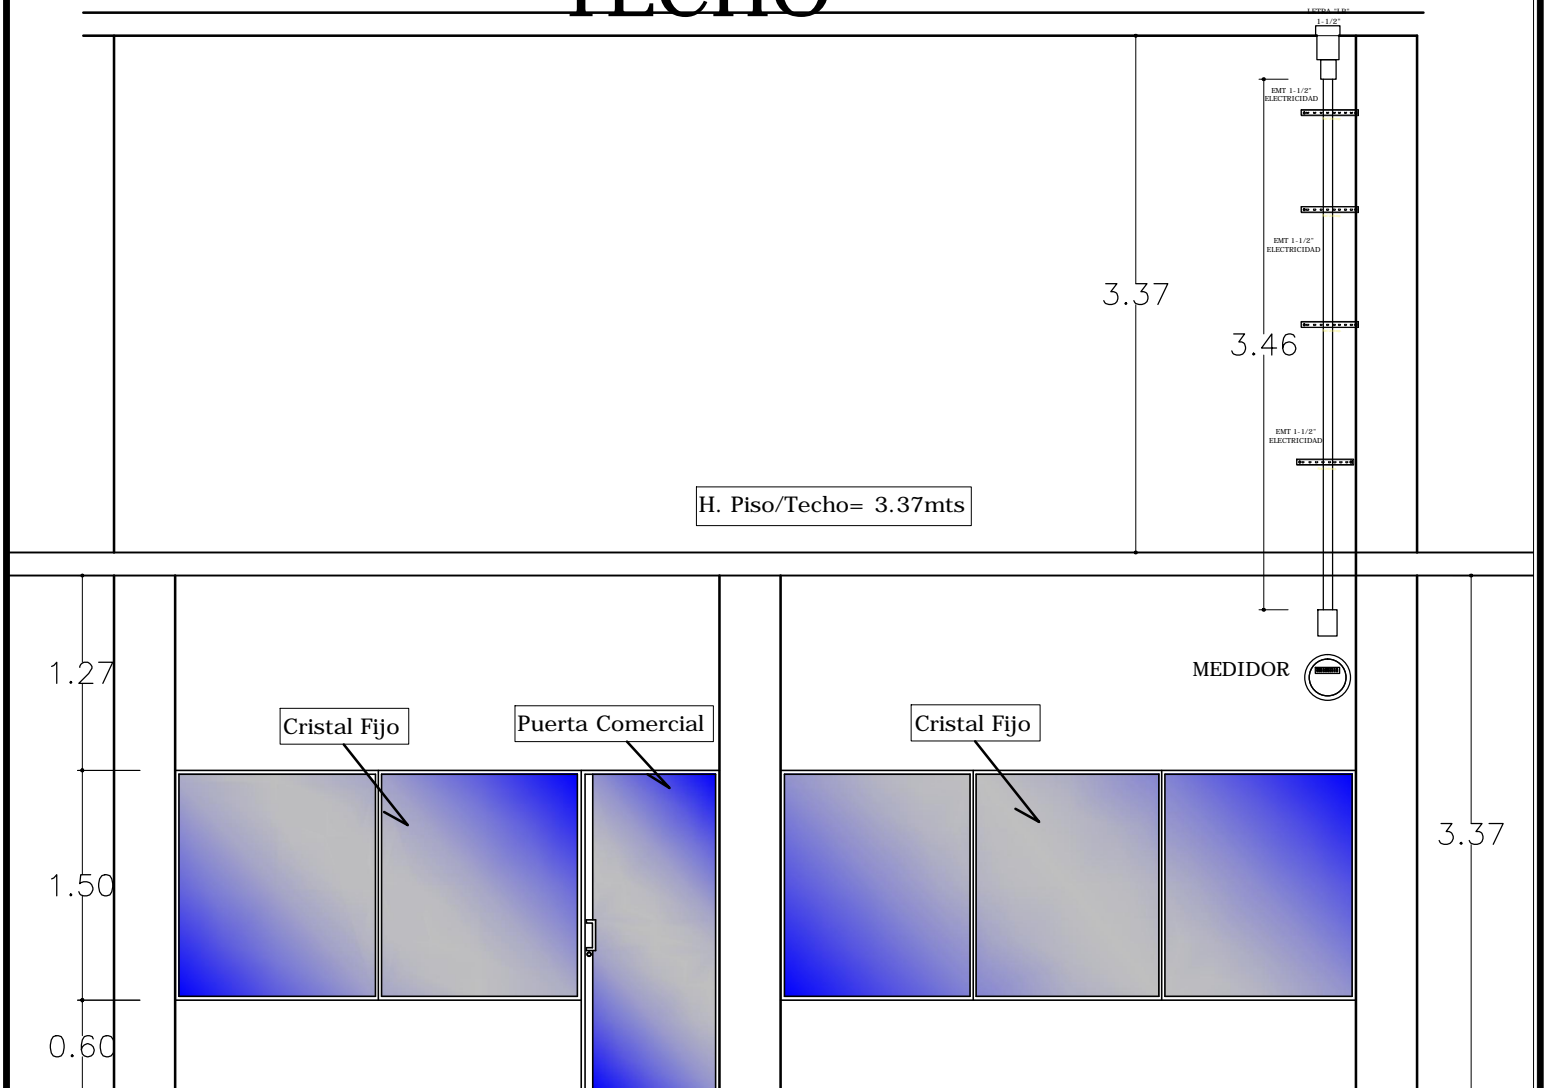 TECHO
LETRA "LB"
1-1/2"
EMT 1-1/2"
ELECTRICIDAD
EMT 1-1/2"
ELECTRICIDAD
3.37
3.46
EMT 1-1/2"
ELECTRICIDAD
H. Piso/Techo= 3.37mts
1.27
MEDIDOR
Cristal Fijo
Puerta Comercial
Cristal Fijo
3.37
1.50
0.60